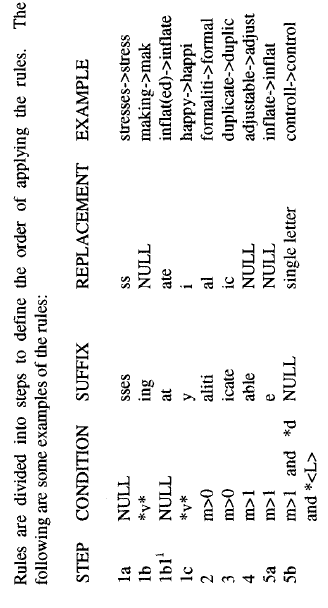 Rules are divided into steps to define the order of applying the rules. The
following are some examples of the rules:
STEP CONDITION SUFFIX REPLACEMENT EXAMPLE
1a NULL sses ss stresses->stress
1b *v* ing NULL making->mak
1b1¹ NULL at ate inflat(ed)->inflate
1c *v* y i happy->happi
2 m>0 aliti al formaliti->formal
3 m>0 icate ic duplicate->duplic
4 m>1 able NULL adjustable->adjust
5a m>1 e NULL inflate->inflat
5b m>1 and *d NULL single letter controll->control
and *<L>